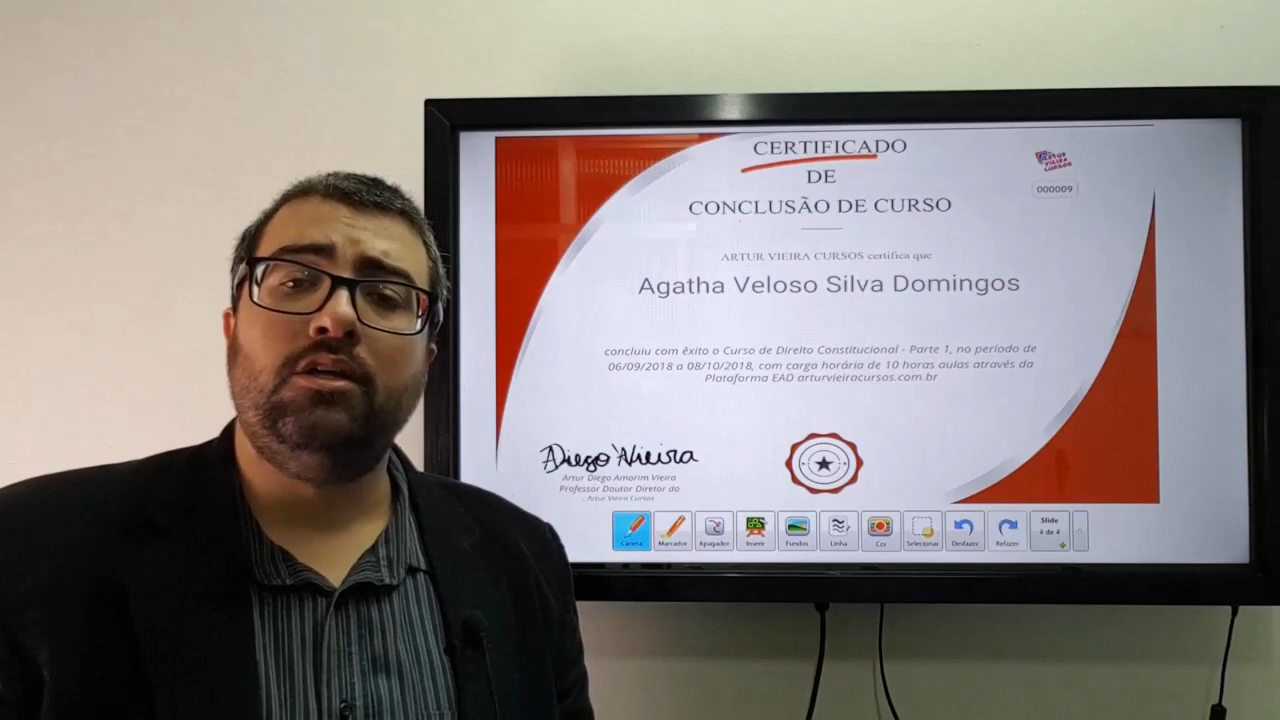 CERTIFICADO
DE
CONCLUSÃO DE CURSO
ARTUR VIEIRA CURSOS
000009
ARTUR VIEIRA CURSOS certifica que
Agatha Veloso Silva Domingos
concluiu com êxito o Curso de Direito Constitucional - Parte 1, no período de
06/09/2018 a 08/10/2018, com carga horária de 10 horas aulas através da
Plataforma EAD arturvieiracursos.com.br
Diego Vieira
Artur Diego Amorim Vieira
Professor Doutor Diretor do
, Artur Vieira Cursos
Caneta Marcador Apagador Inserir Fundos Linha Cor Selecionar Desfazer Refazer Slide
4 de 4